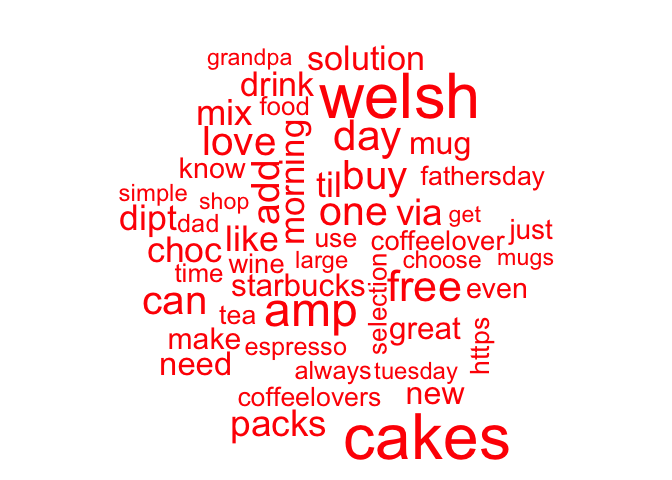 grandpa
solution
drink
welsh
mix
food
love
morning
day
mug
know
add
til
buy
fathersday
simple
shop
dipt
dad
one
via
get
choc
like
use
coffeelover
just
time
wine
large
selection
choose
mugs
starbucks
free
even
can
tea
amp
great
https
make
espresso
need
always
tuesday
coffeelovers
new
packs
cakes